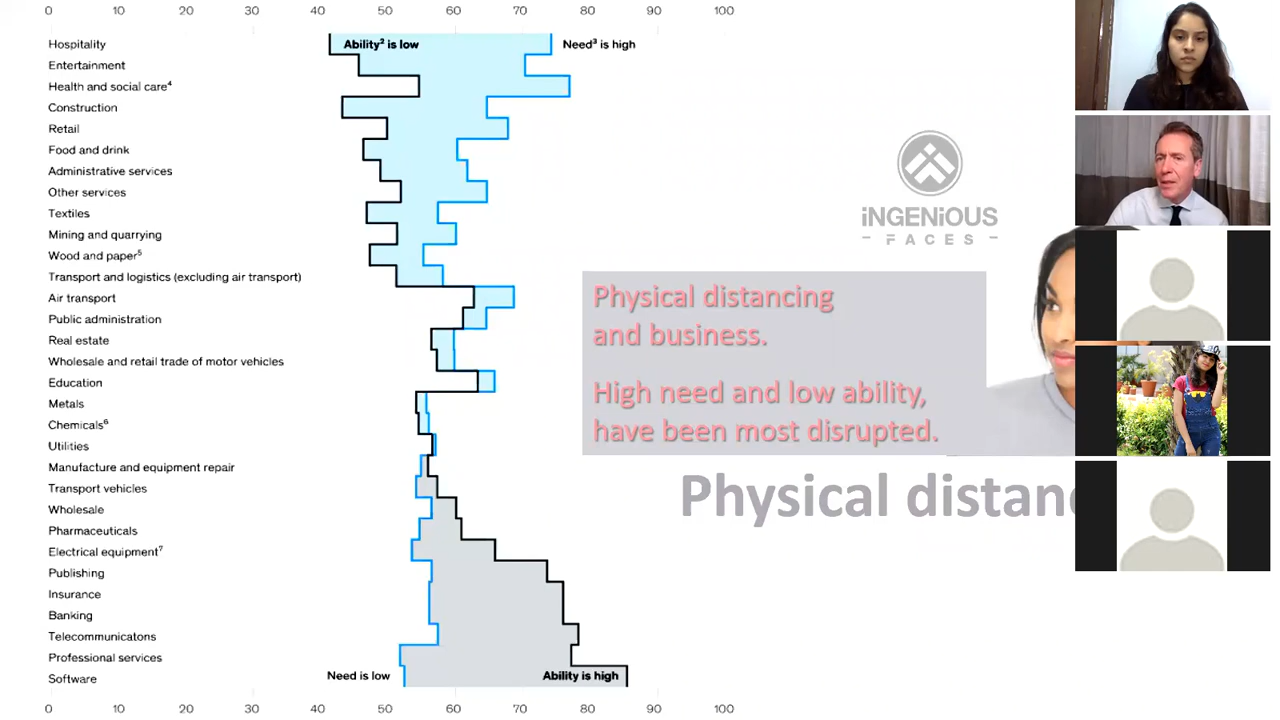 0 10 20 30 40 50 60 70 80 90 100
Hospitality
Ability² is low
Need³ is high
Entertainment
Health and social care⁴
Construction
Retail
Food and drink
Administrative services
Other services
Textiles
Mining and quarrying
Wood and paper⁵
Transport and logistics (excluding air transport)
Air transport
Public administration
Real estate
Wholesale and retail trade of motor vehicles
Education
Metals
Chemicals⁶
Utilities
Manufacture and equipment repair
Transport vehicles
Wholesale
Pharmaceuticals
Electrical equipment⁷
Publishing
Insurance
Banking
Telecommunicatons
Professional services
Software
Need is low
Ability is high
0 10 20 30 40 50 60 70 80 90 100
iNGENiOUS
- FACES -
Physical distancing
and business.
High need and low ability,
have been most disrupted.
Physical distanc